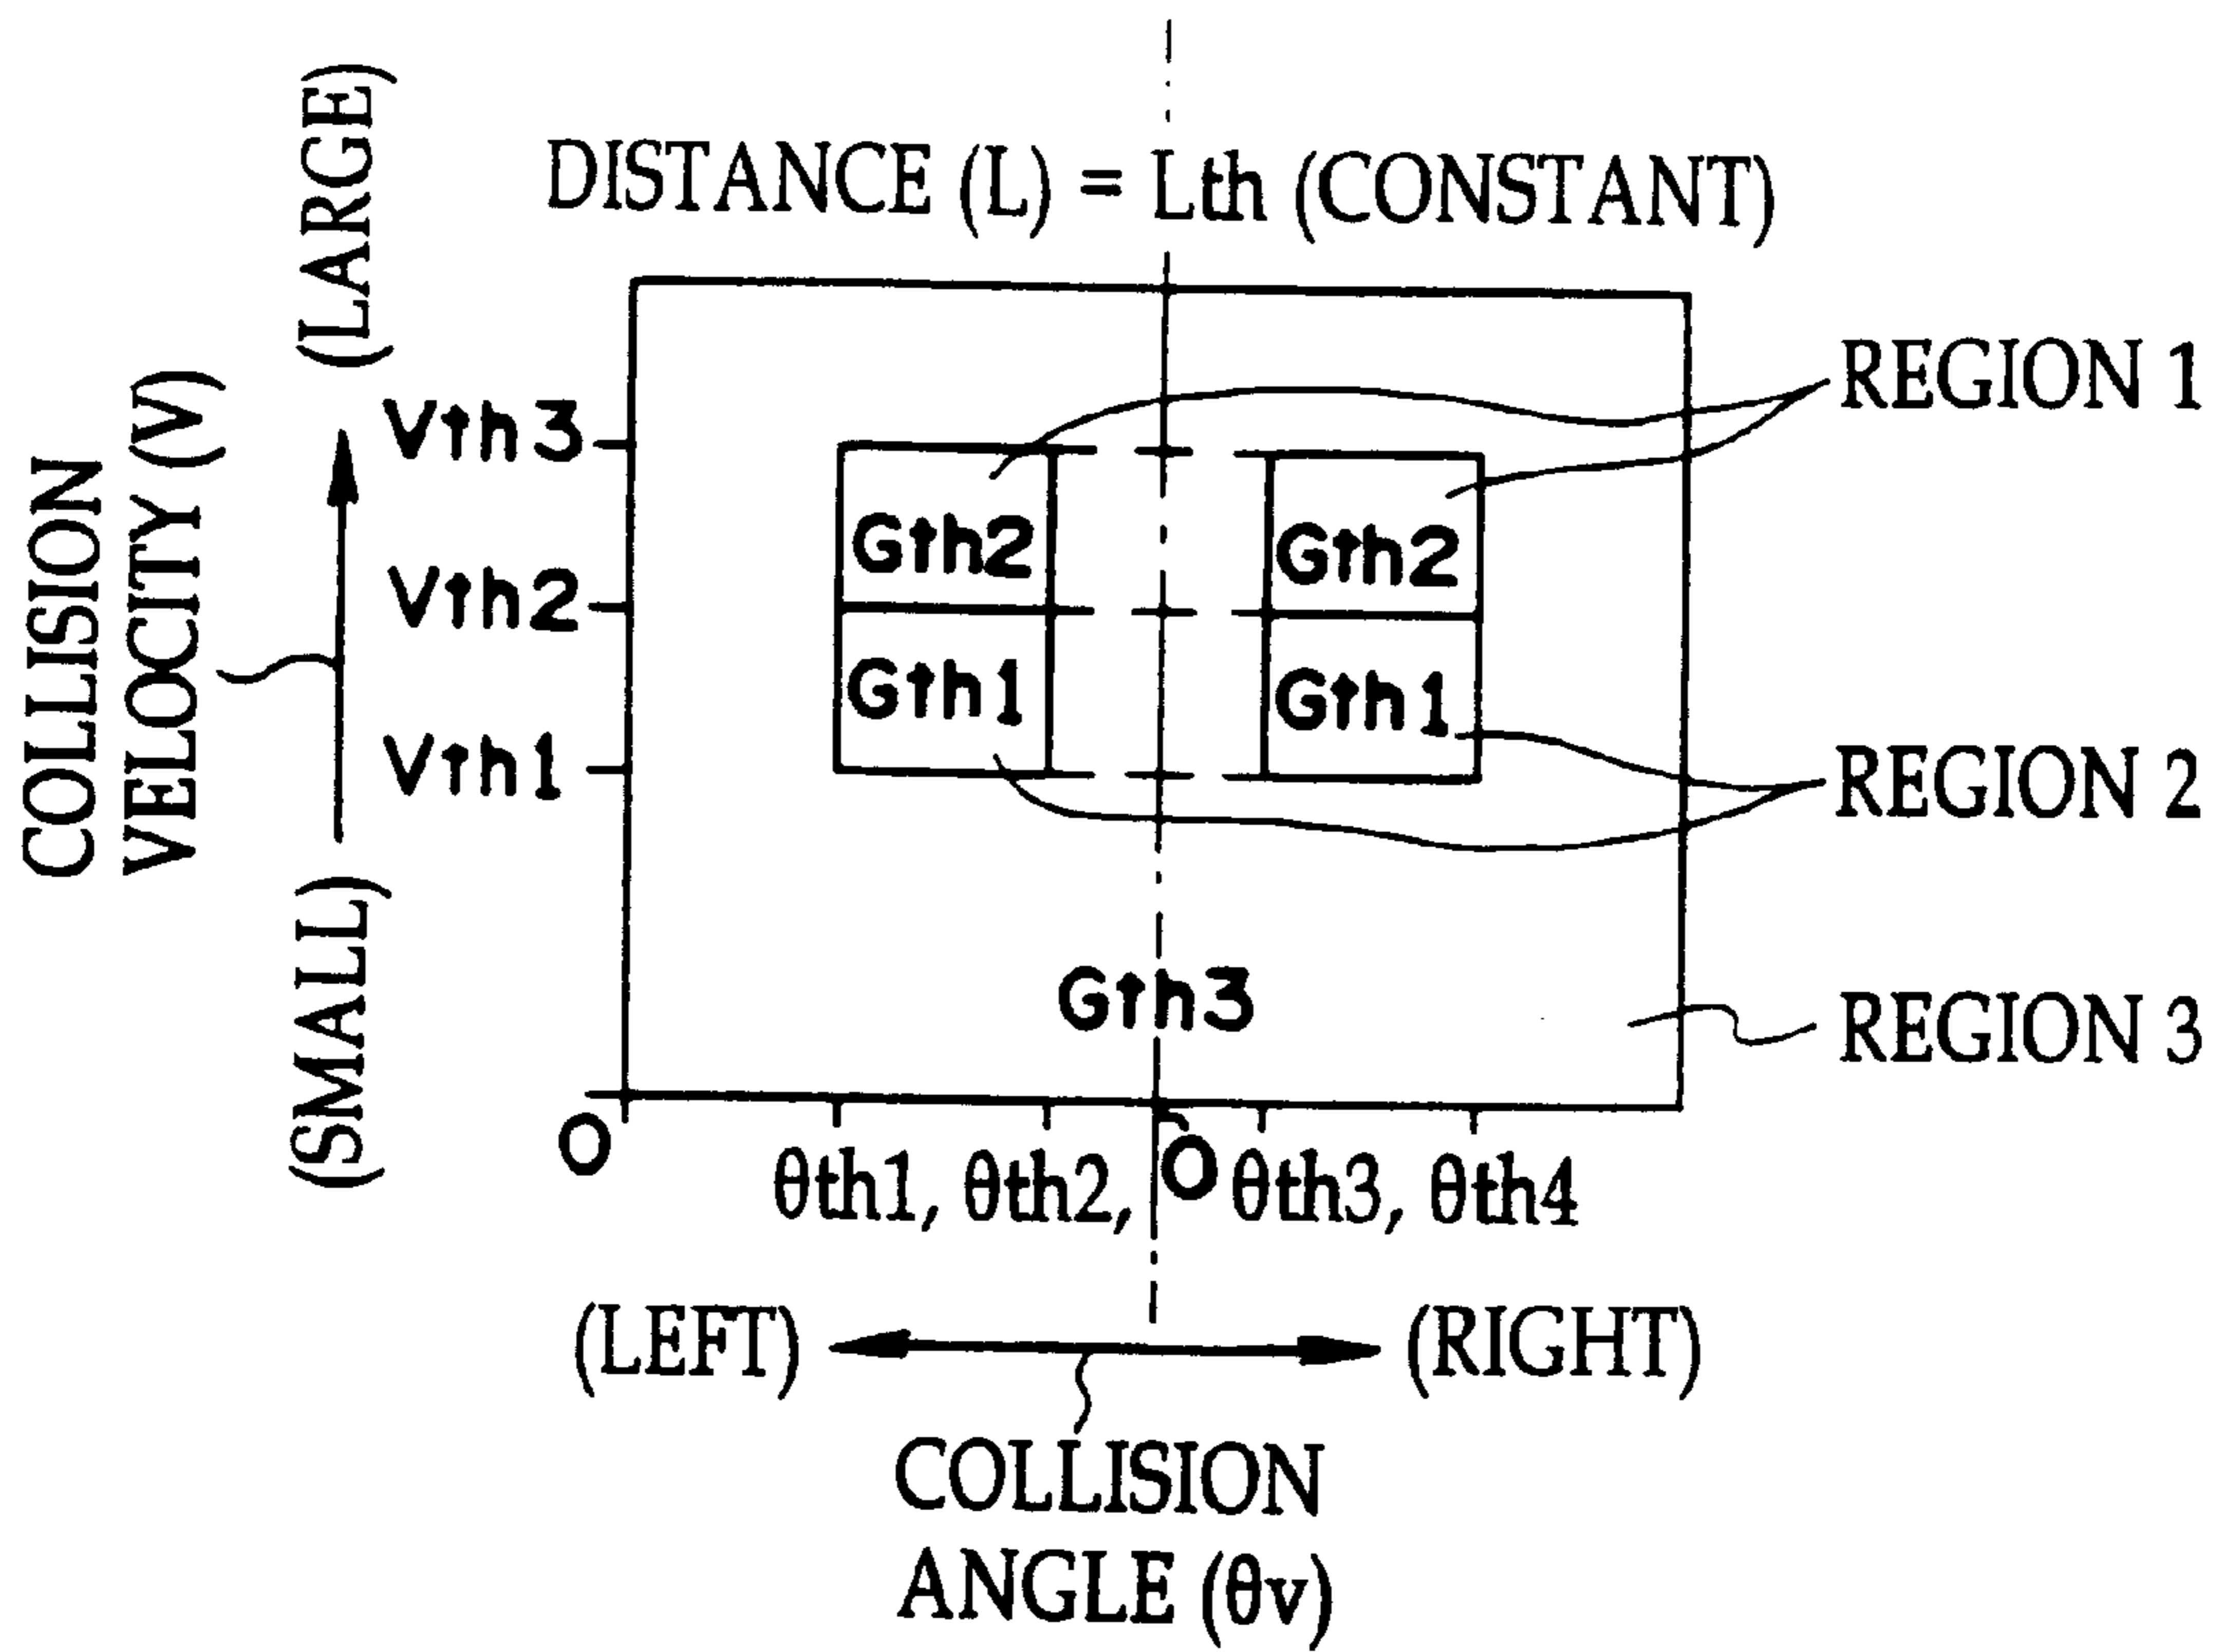 DISTANCE (L) = Lth (CONSTANT)
COLLISION
VELOCITY (V)
(LARGE)
(SMALL)
Vth3
Vth2
Vth1
O
Gth2
Gth2
Gth1
Gth1
Gth3
REGION 1
REGION 2
REGION 3
θth1, θth2, O θth3, θth4
(LEFT)
(RIGHT)
COLLISION
ANGLE (θv)